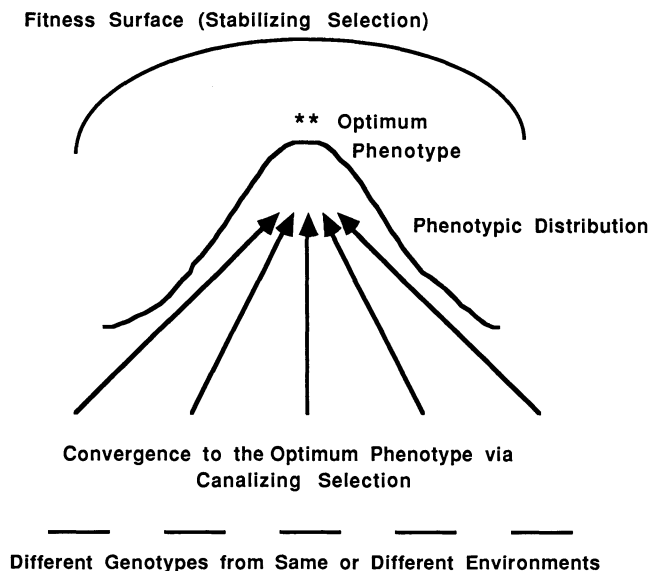 Fitness Surface (Stabilizing Selection)
** Optimum
Phenotype
Phenotypic Distribution
Convergence to the Optimum Phenotype via
Canalizing Selection
Different Genotypes from Same or Different Environments